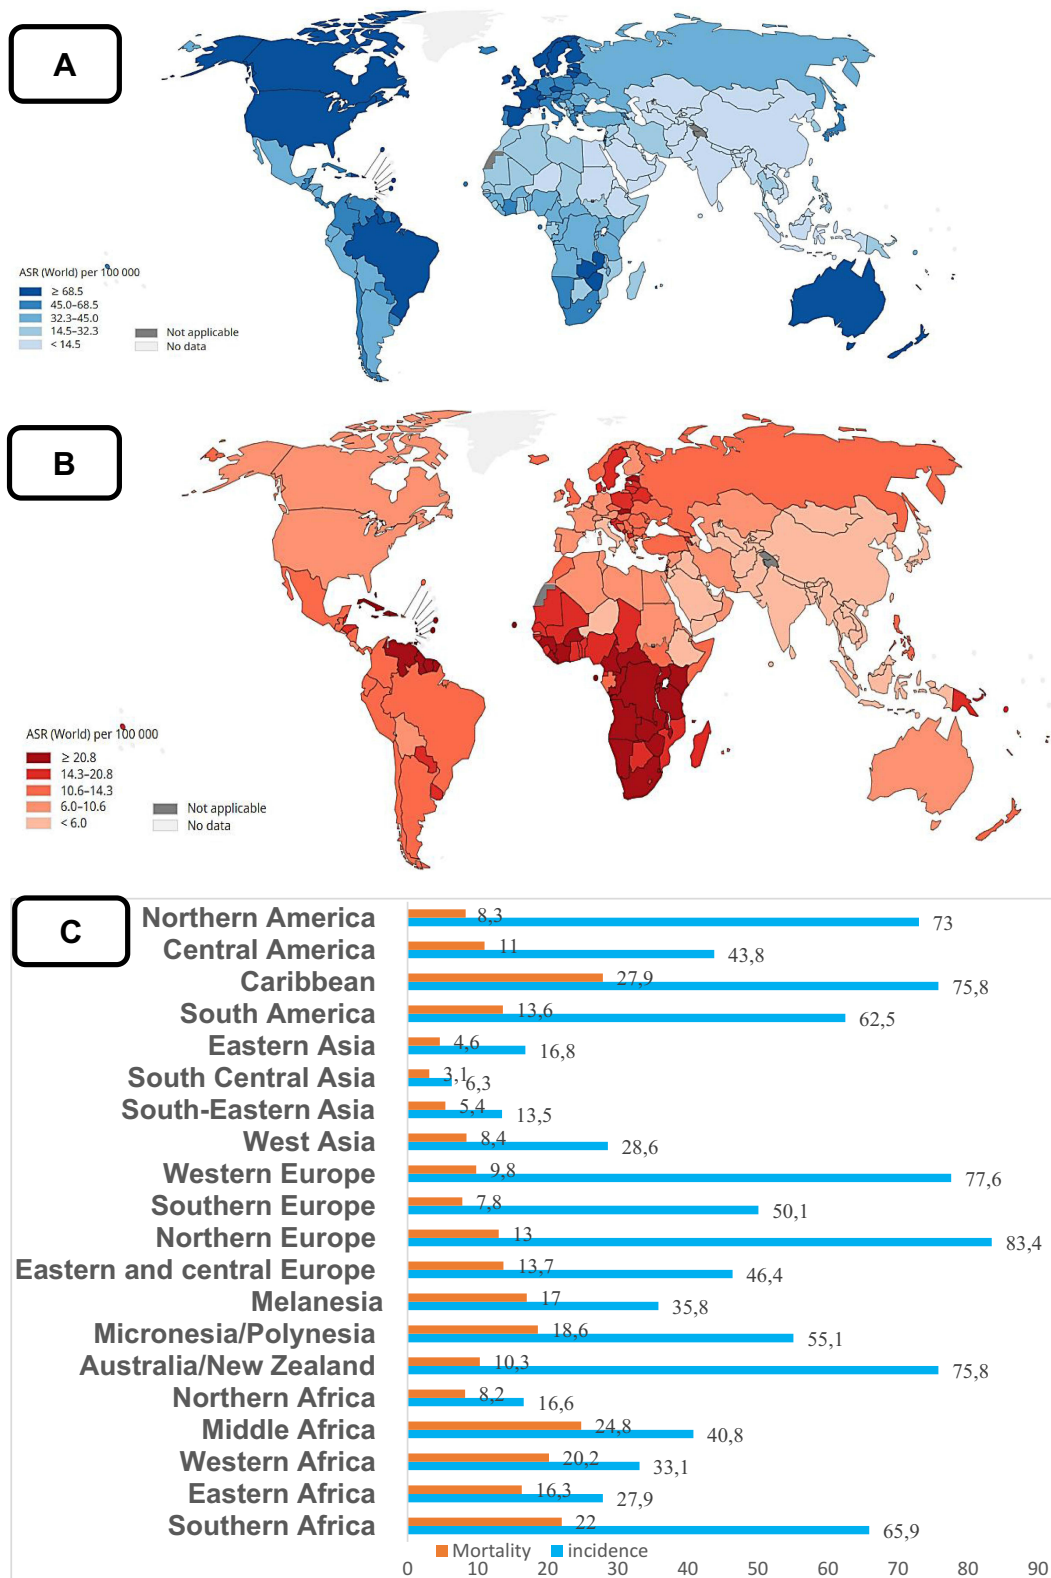 A
ASR (World) per 100 000
≥ 68.5
45.0–68.5
32.3–45.0
14.5–32.3
< 14.5
Not applicable
No data
B
ASR (World) per 100 000
≥ 20.8
14.3–20.8
10.6–14.3
6.0–10.6
< 6.0
Not applicable
No data
C
Northern America 8,3 73
Central America 11 43,8
Caribbean 27,9 75,8
South America 13,6 62,5
Eastern Asia 4,6 16,8
South Central Asia 3,1 6,3
South-Eastern Asia 5,4 13,5
West Asia 8,4 28,6
Western Europe 9,8 77,6
Southern Europe 7,8 50,1
Northern Europe 13 83,4
Eastern and central Europe 13,7 46,4
Melanesia 17 35,8
Micronesia/Polynesia 18,6 55,1
Australia/New Zealand 10,3 75,8
Northern Africa 8,2 16,6
Middle Africa 24,8 40,8
Western Africa 20,2 33,1
Eastern Africa 16,3 27,9
Southern Africa 22 65,9
Mortality incidence
0 10 20 30 40 50 60 70 80 90